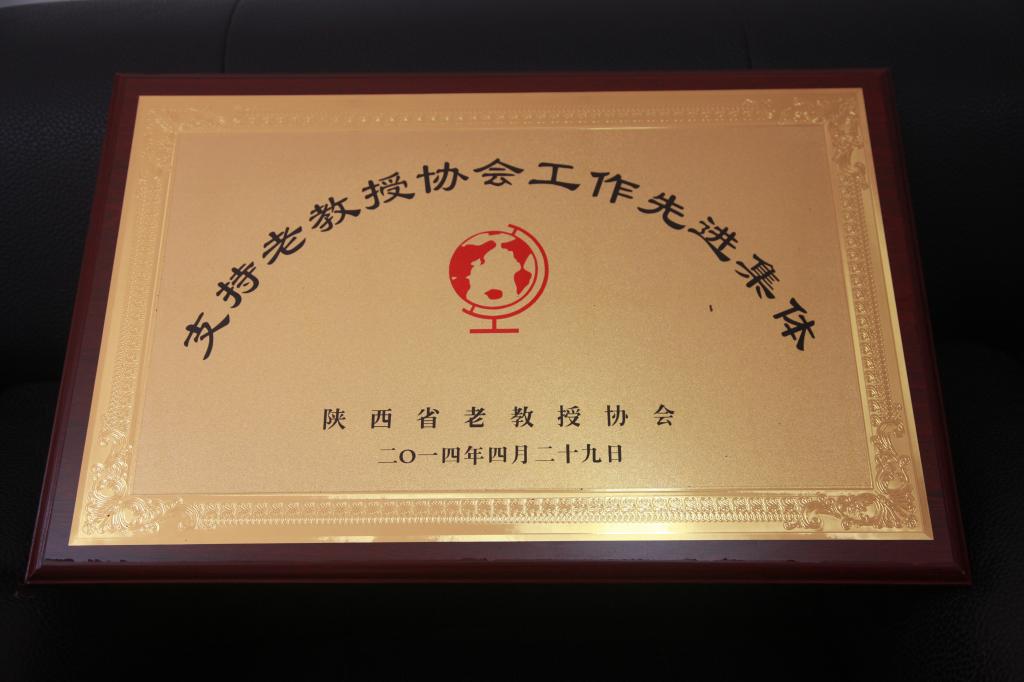 支持老教授协会工作先进集体
陕西省老教授协会
二〇一四年四月二十九日